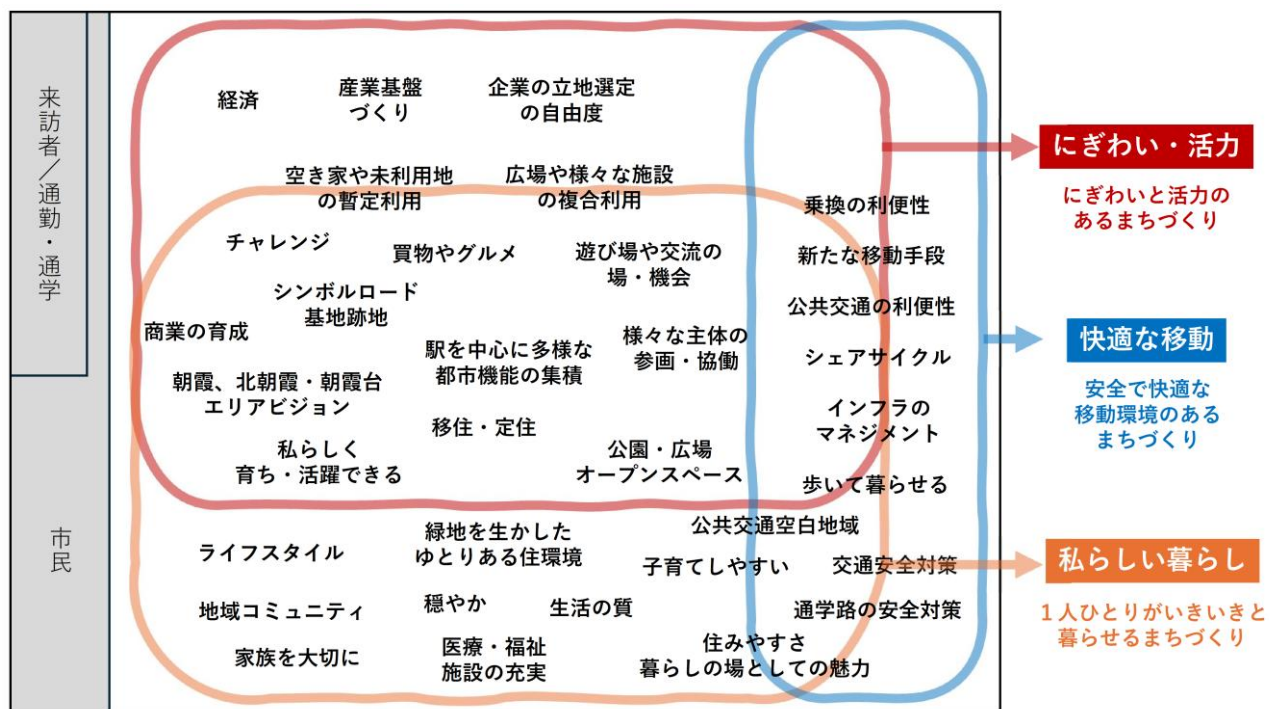 来訪者／通勤・通学
市民
経済
産業基盤
づくり
企業の立地選定
の自由度
空き家や未利用地
の暫定利用
広場や様々な施設
の複合利用
チャレンジ
買物やグルメ
遊び場や交流の
場・機会
シンボルロード
基地跡地
商業の育成
駅を中心に多様な
都市機能の集積
様々な主体の
参画・協働
朝霞、北朝霞・朝霞台
エリアビジョン
移住・定住
私らしく
育ち・活躍できる
公園・広場
オープンスペース
乗換の利便性
新たな移動手段
公共交通の利便性
シェアサイクル
インフラの
マネジメント
歩いて暮らせる
公共交通空白地域
ライフスタイル
緑地を生かした
ゆとりある住環境
子育てしやすい
交通安全対策
地域コミュニティ
穏やか
生活の質
通学路の安全対策
家族を大切に
医療・福祉
施設の充実
住みやすさ
暮らしの場としての魅力
にぎわい・活力
にぎわいと活力の
あるまちづくり
快適な移動
安全で快適な
移動環境のある
まちづくり
私らしい暮らし
１人ひとりがいきいきと
暮らせるまちづくり